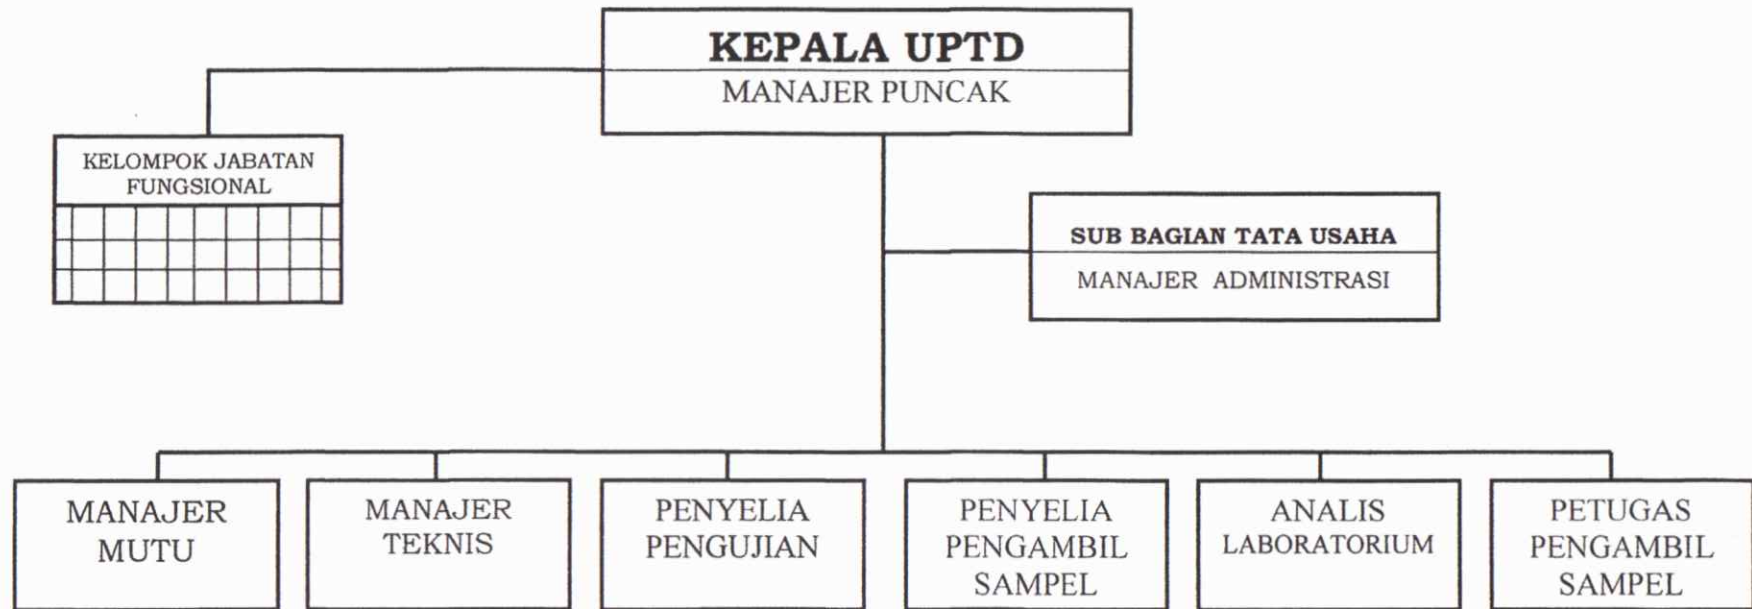 KEPALA UPTD
MANAJER PUNCAK
KELOMPOK JABATAN
FUNGSIONAL
SUB BAGIAN TATA USAHA
MANAJER ADMINISTRASI
MANAJER
MUTU
MANAJER
TEKNIS
PENYELIA
PENGUJIAN
PENYELIA
PENGAMBIL
SAMPEL
ANALIS
LABORATORIUM
PETUGAS
PENGAMBIL
SAMPEL